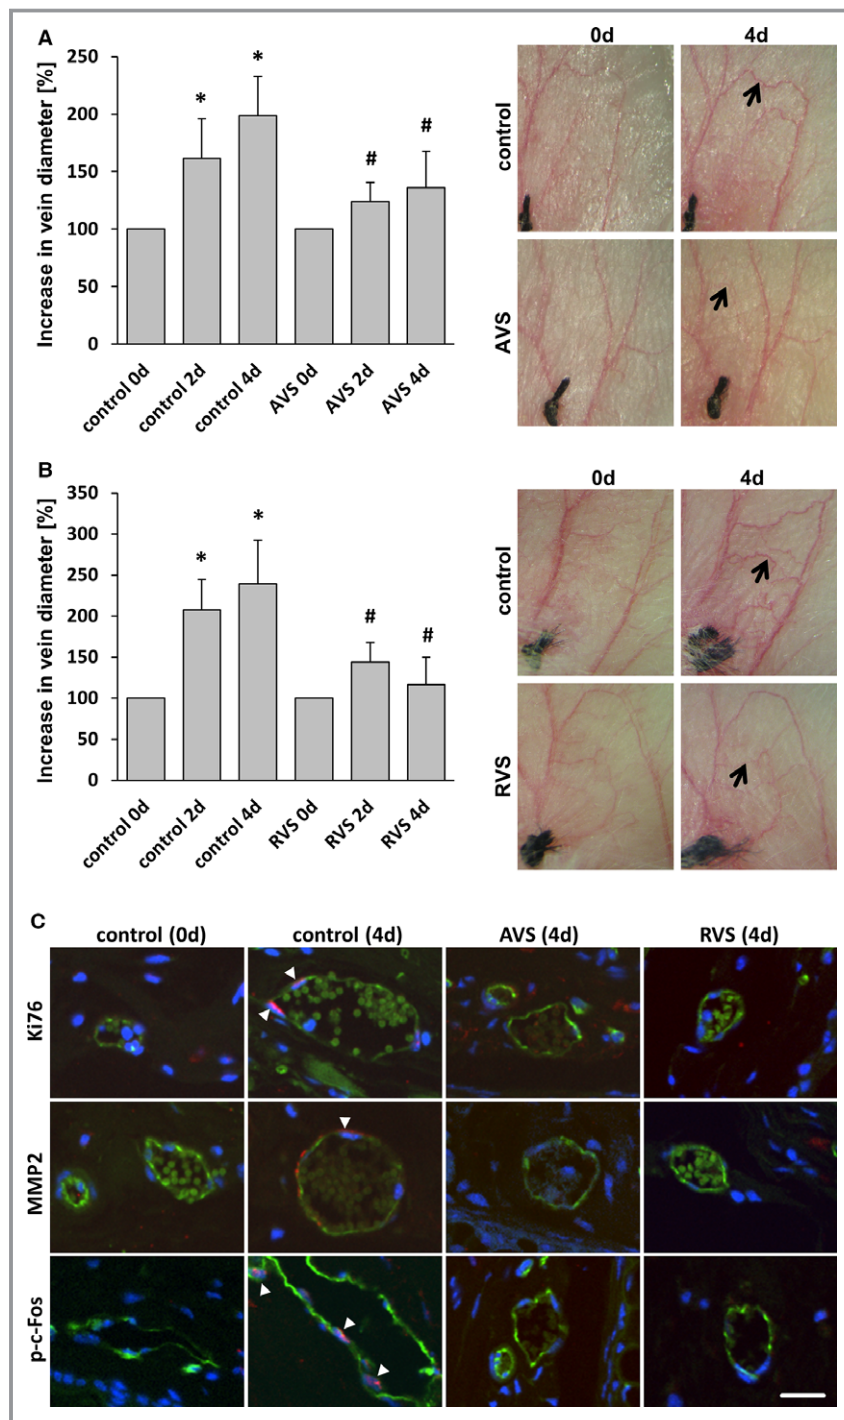 A
Increase in vein diameter [%]
250
200
150
100
50
0
*
*
#
#
control 0d
control 2d
control 4d
AVS 0d
AVS 2d
AVS 4d
0d
4d
control
AVS
B
Increase in vein diameter [%]
350
300
250
200
150
100
50
0
*
*
#
#
control 0d
control 2d
control 4d
RVS 0d
RVS 2d
RVS 4d
0d
4d
control
RVS
C
control (0d)
control (4d)
AVS (4d)
RVS (4d)
Ki76
MMP2
p-c-Fos